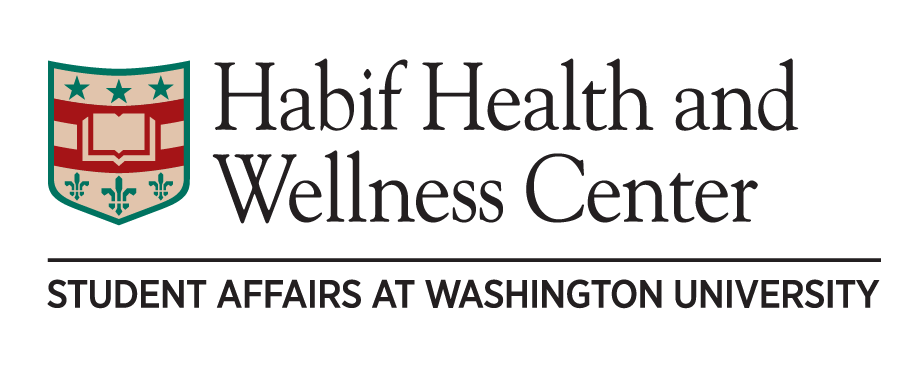 Habif Health and
Wellness Center
STUDENT AFFAIRS AT WASHINGTON UNIVERSITY